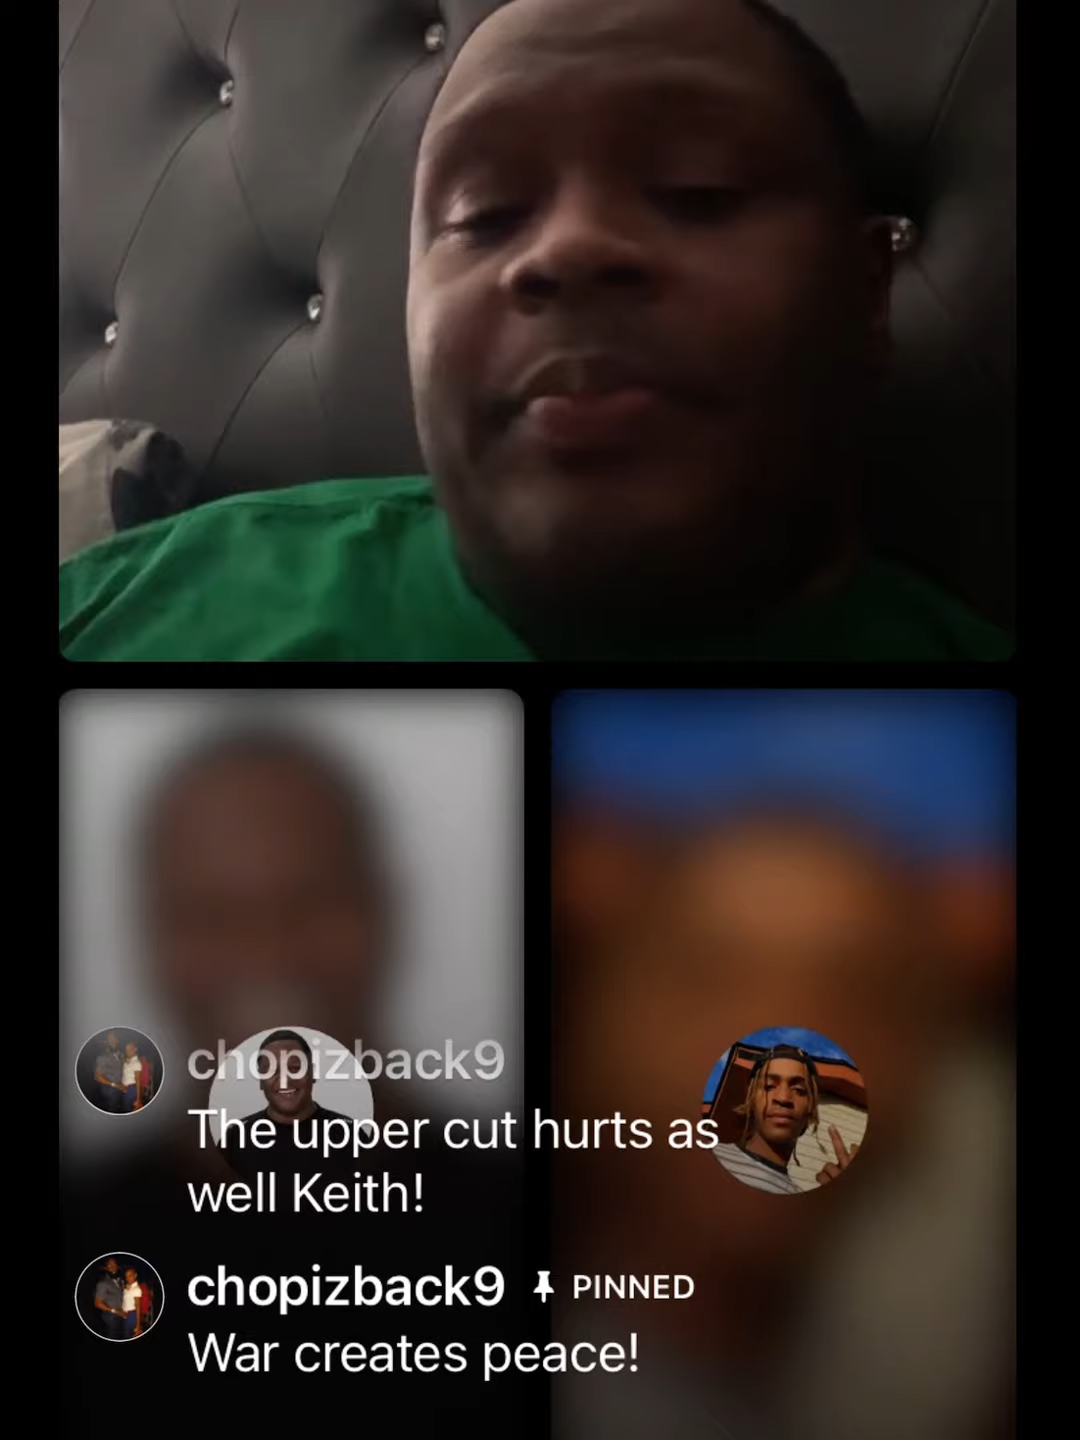 chopizback9
The upper cut hurts as
well Keith!
chopizback9 PINNED
War creates peace!